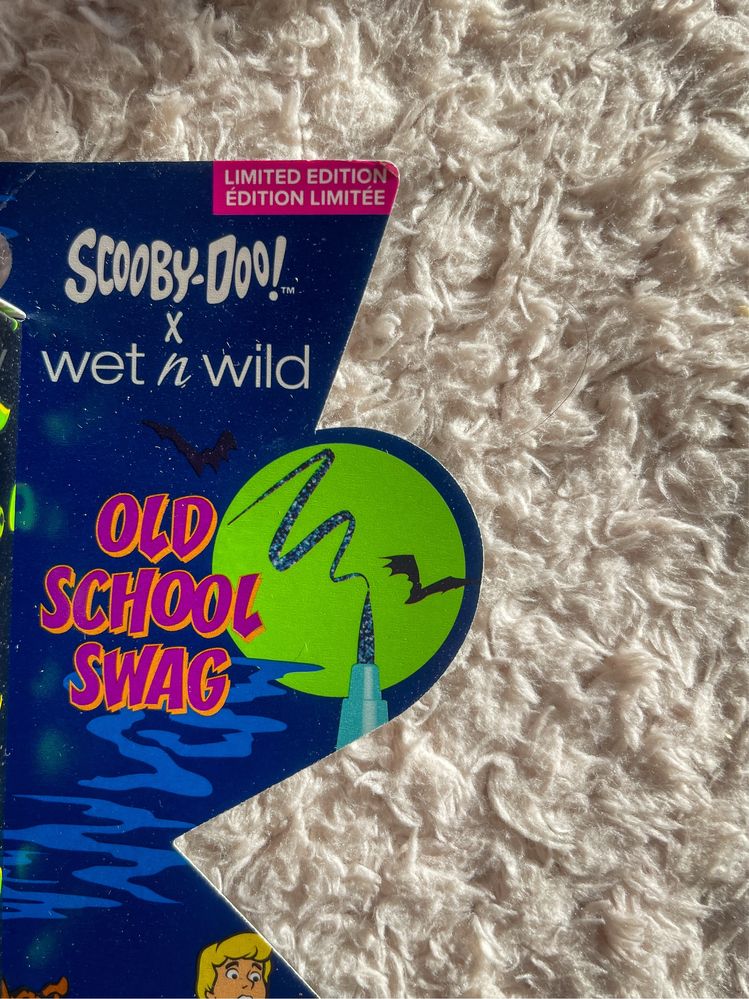 LIMITED EDITION
ÉDITION LIMITÉE
SCOOBY-DOO!™
X
wet n wild
OLD
SCHOOL
SWAG